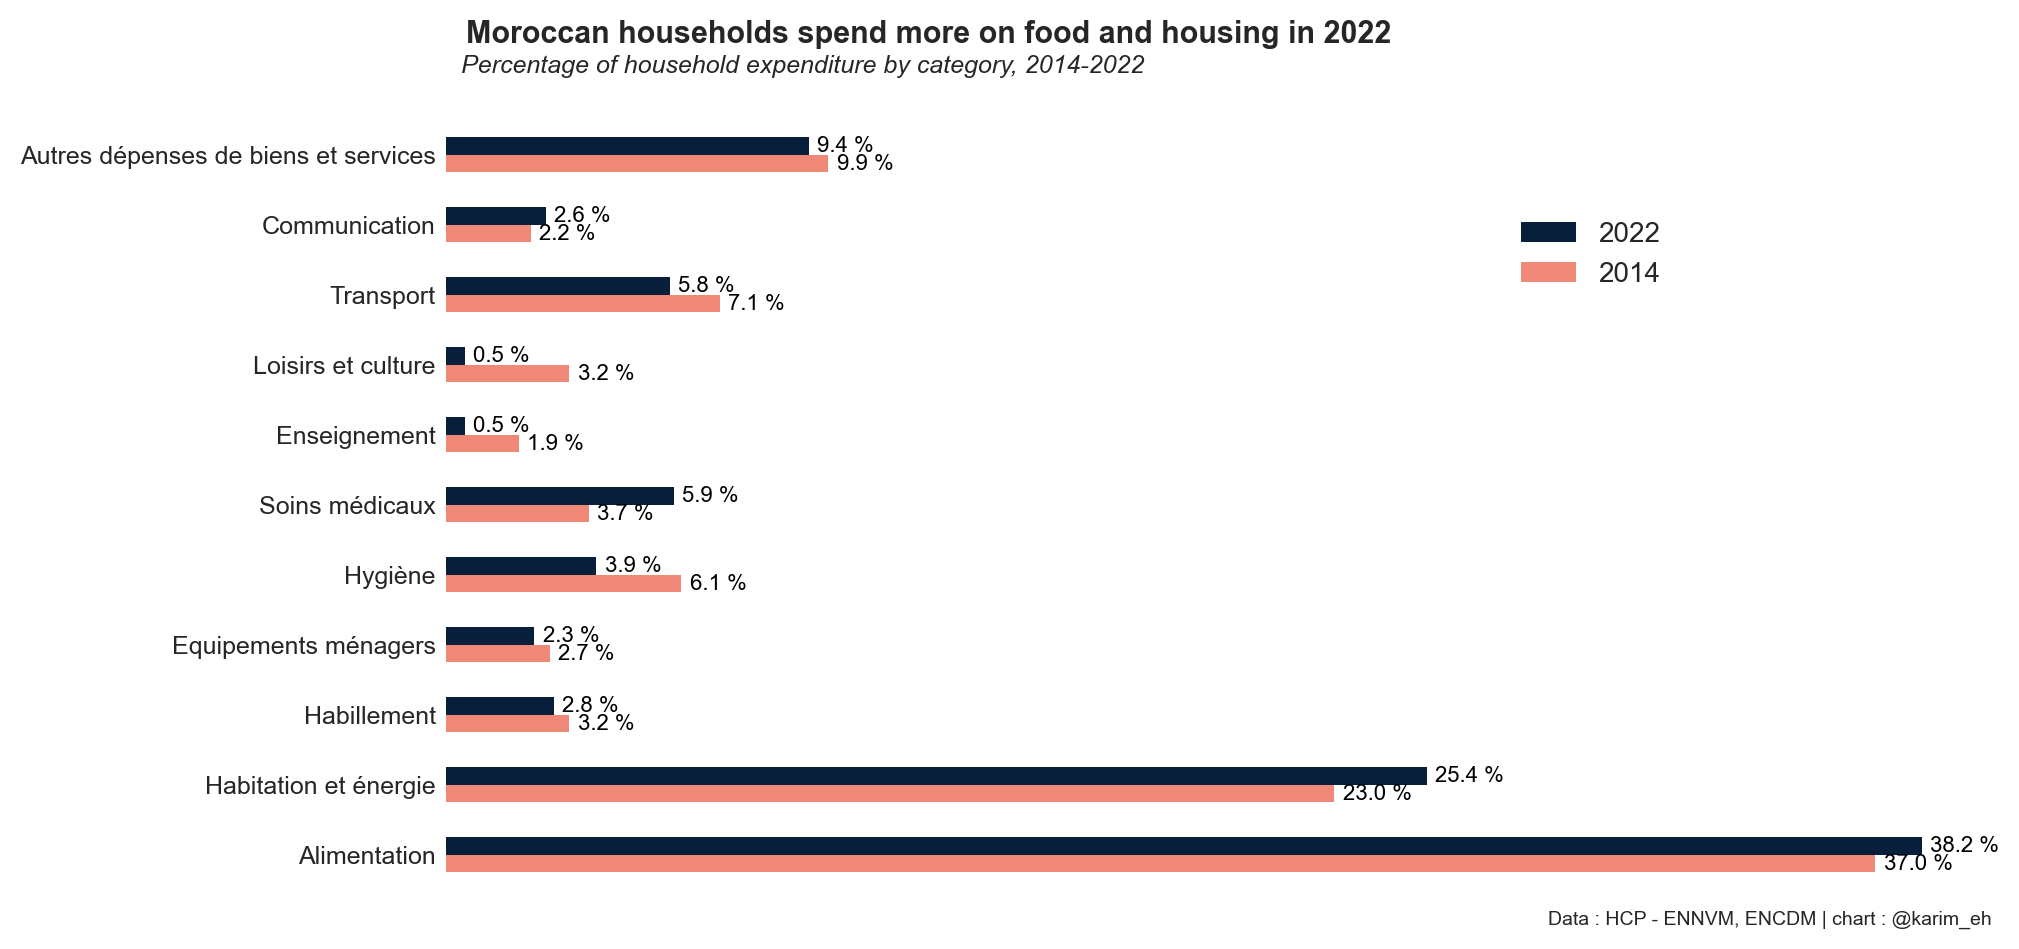 Moroccan households spend more on food and housing in 2022
Percentage of household expenditure by category, 2014-2022
Autres dépenses de biens et services
9.4 %
9.9 %
Communication
2.6 %
2.2 %
Transport
5.8 %
7.1 %
Loisirs et culture
0.5 %
3.2 %
Enseignement
0.5 %
1.9 %
Soins médicaux
5.9 %
3.7 %
Hygiène
3.9 %
6.1 %
Equipements ménagers
2.3 %
2.7 %
Habillement
2.8 %
3.2 %
Habitation et énergie
25.4 %
23.0 %
Alimentation
38.2 %
37.0 %
2022
2014
Data : HCP - ENNVM, ENCDM | chart : @karim_eh